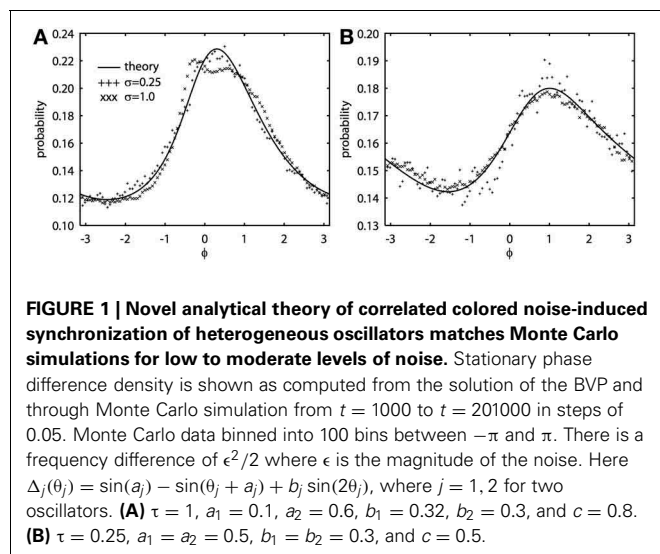 A
B
0.24
0.22
0.20
0.18
0.16
0.14
0.12
0.10
probability
theory
+++ σ=0.25
xxx σ=1.0
-3 -2 -1 0 1 2 3
ϕ
0.20
0.19
0.18
0.17
0.16
0.15
0.14
0.13
probability
-3 -2 -1 0 1 2 3
ϕ
FIGURE 1 | Novel analytical theory of correlated colored noise-induced
synchronization of heterogeneous oscillators matches Monte Carlo
simulations for low to moderate levels of noise. Stationary phase
difference density is shown as computed from the solution of the BVP and
through Monte Carlo simulation from t = 1000 to t = 201000 in steps of
0.05. Monte Carlo data binned into 100 bins between −π and π. There is a
frequency difference of ϵ²/2 where ϵ is the magnitude of the noise. Here
Δj(θj) = sin(aj) − sin(θj + aj) + bj sin(2θj), where j = 1, 2 for two
oscillators. (A) τ = 1, a1 = 0.1, a2 = 0.6, b1 = 0.32, b2 = 0.3, and c = 0.8.
(B) τ = 0.25, a1 = a2 = 0.5, b1 = b2 = 0.3, and c = 0.5.